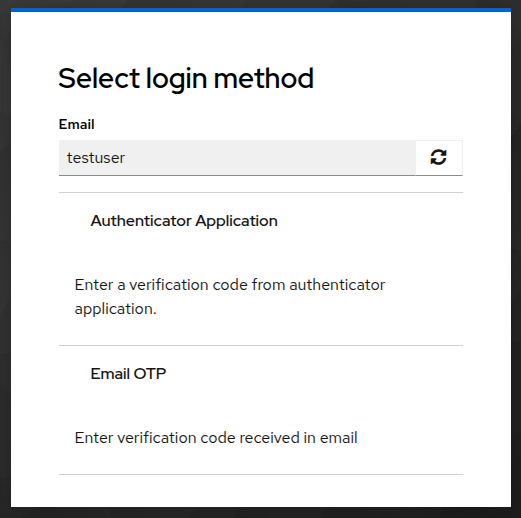 Select login method
Email
testuser
Authenticator Application
Enter a verification code from authenticator
application.
Email OTP
Enter verification code received in email